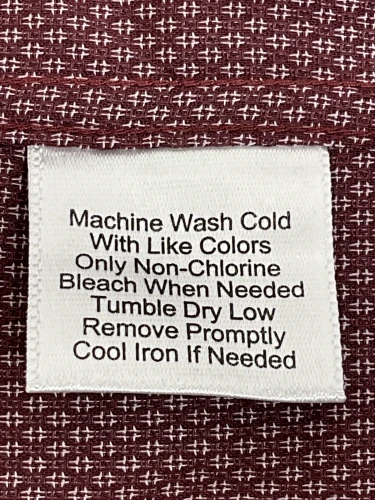 Machine Wash Cold
With Like Colors
Only Non-Chlorine
Bleach When Needed
Tumble Dry Low
Remove Promptly
Cool Iron If Needed